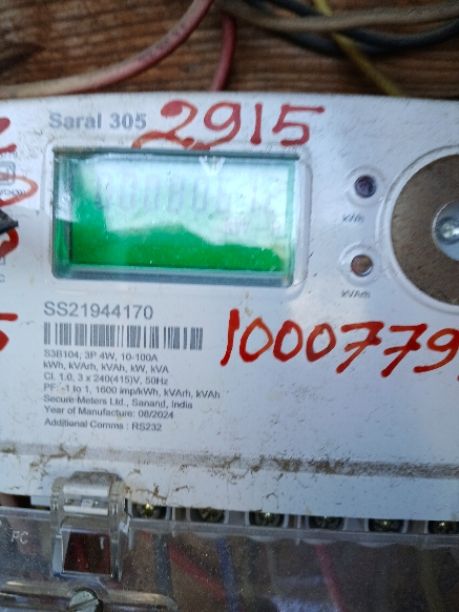 Saral 305
2915
kWh
kVArh
SS21944170
1000779
S3B104, 3P 4W, 10-100A
kWh, kVArh, kVAh, kW, kVA
Cl. 1.0, 3 x 240(415)V, 50Hz
PF: -1 to 1, 1600 imp/kWh, kVArh, kVAh
Secure Meters Ltd., Sanand, India
Year of Manufacture: 08/2024
Additional Comms : RS232